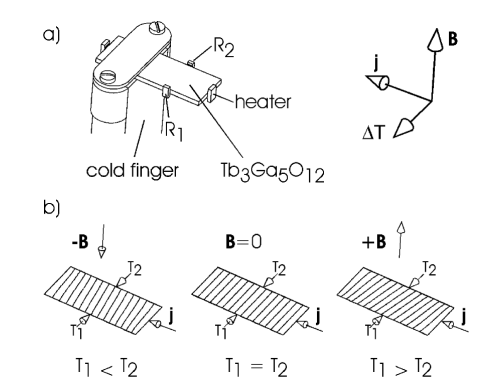 a)
R2
B
j
heater
ΔT
R1
cold finger
Tb3Ga5O12
b)
-B
B=0
+B
T2
T2
T2
T1
j
T1
j
T1
j
T1 < T2
T1 = T2
T1 > T2